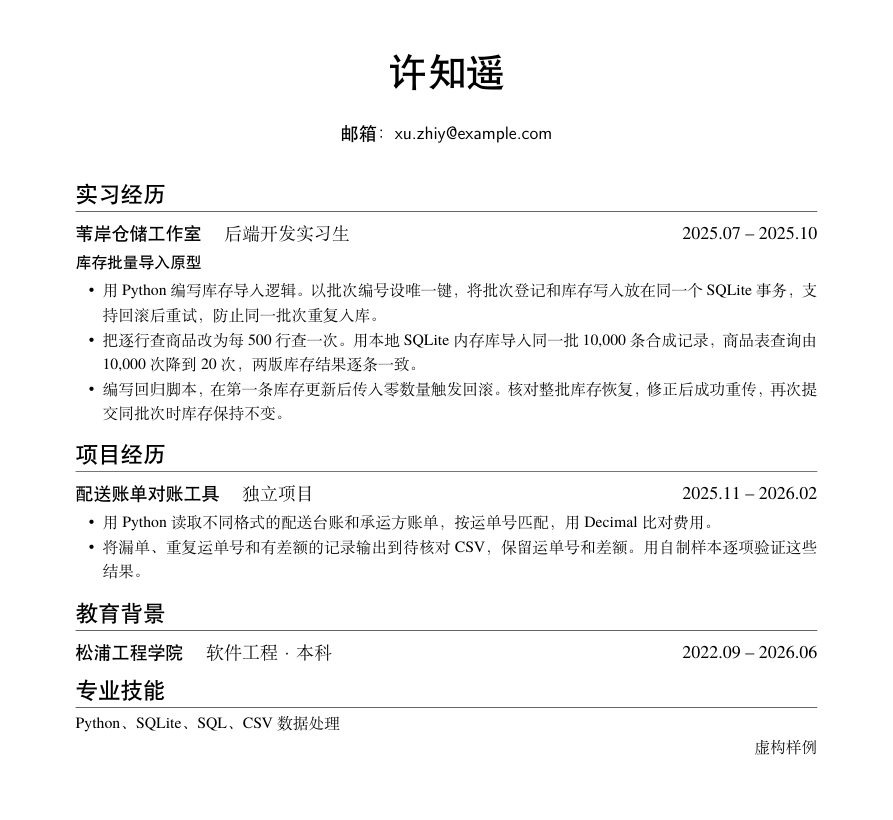 许知遥
邮箱：xu.zhiy@example.com
实习经历
苇岸仓储工作室 后端开发实习生 2025.07 – 2025.10
库存批量导入原型
• 用 Python 编写库存导入逻辑。以批次编号设唯一键，将批次登记和库存写入放在同一个 SQLite 事务，支
持回滚后重试，防止同一批次重复入库。
• 把逐行查商品改为每 500 行查一次。用本地 SQLite 内存库导入同一批 10,000 条合成记录，商品表查询由
10,000 次降到 20 次，两版库存结果逐条一致。
• 编写回归脚本，在第一条库存更新后传入零数量触发回滚。核对整批库存恢复，修正后成功重传，再次提
交同批次时库存保持不变。
项目经历
配送账单对账工具 独立项目 2025.11 – 2026.02
• 用 Python 读取不同格式的配送台账和承运方账单，按运单号匹配，用 Decimal 比对费用。
• 将漏单、重复运单号和有差额的记录输出到待核对 CSV，保留运单号和差额。用自制样本逐项验证这些
结果。
教育背景
松浦工程学院 软件工程 · 本科 2022.09 – 2026.06
专业技能
Python、SQLite、SQL、CSV 数据处理
虚构样例